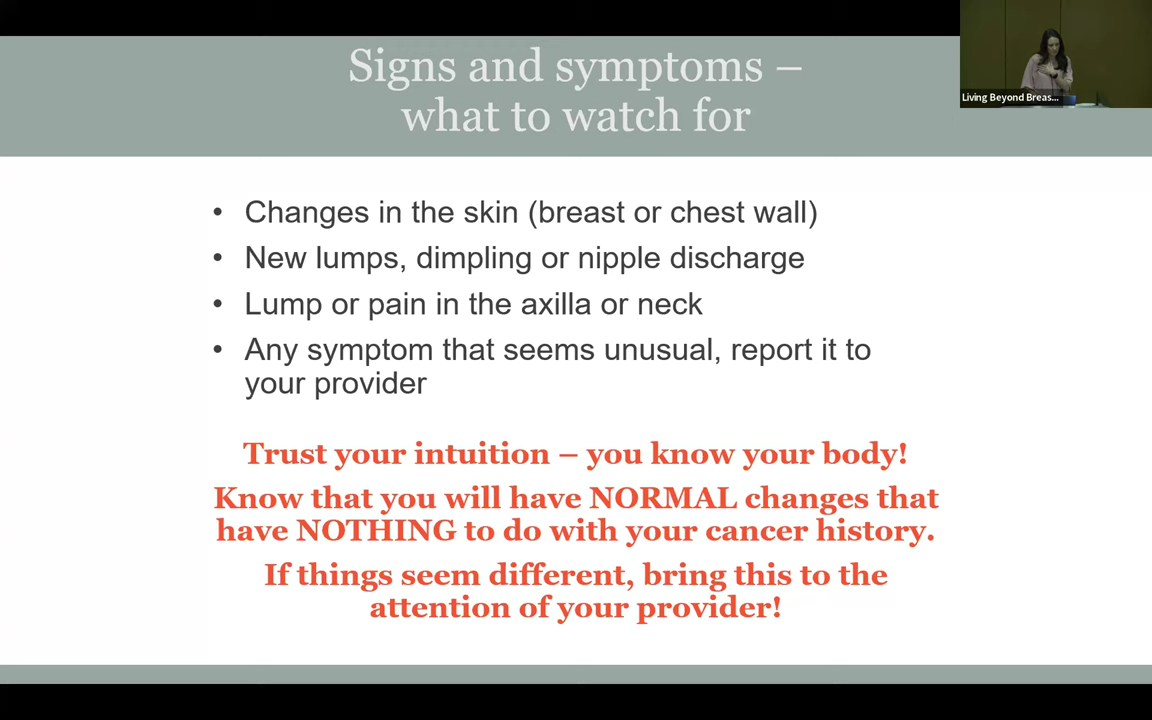 Signs and symptoms –
what to watch for
Living Beyond Breas...
• Changes in the skin (breast or chest wall)
• New lumps, dimpling or nipple discharge
• Lump or pain in the axilla or neck
• Any symptom that seems unusual, report it to
your provider
Trust your intuition – you know your body!
Know that you will have NORMAL changes that
have NOTHING to do with your cancer history.
If things seem different, bring this to the
attention of your provider!